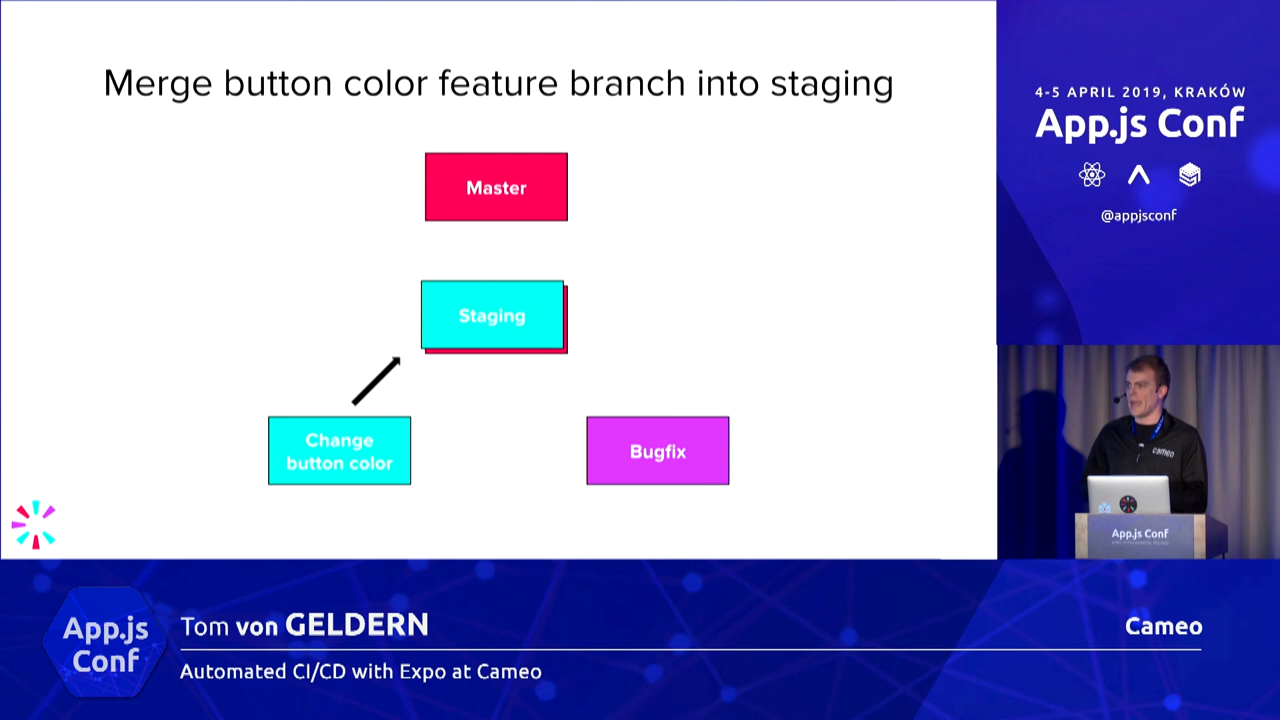 Merge button color feature branch into staging
Master
Staging
Change
button color
Bugfix
4-5 APRIL 2019, KRAKÓW
App.js Conf
@appjsconf
cameo
App.js Conf
App.js
Conf
Tom von GELDERN
Automated CI/CD with Expo at Cameo
Cameo